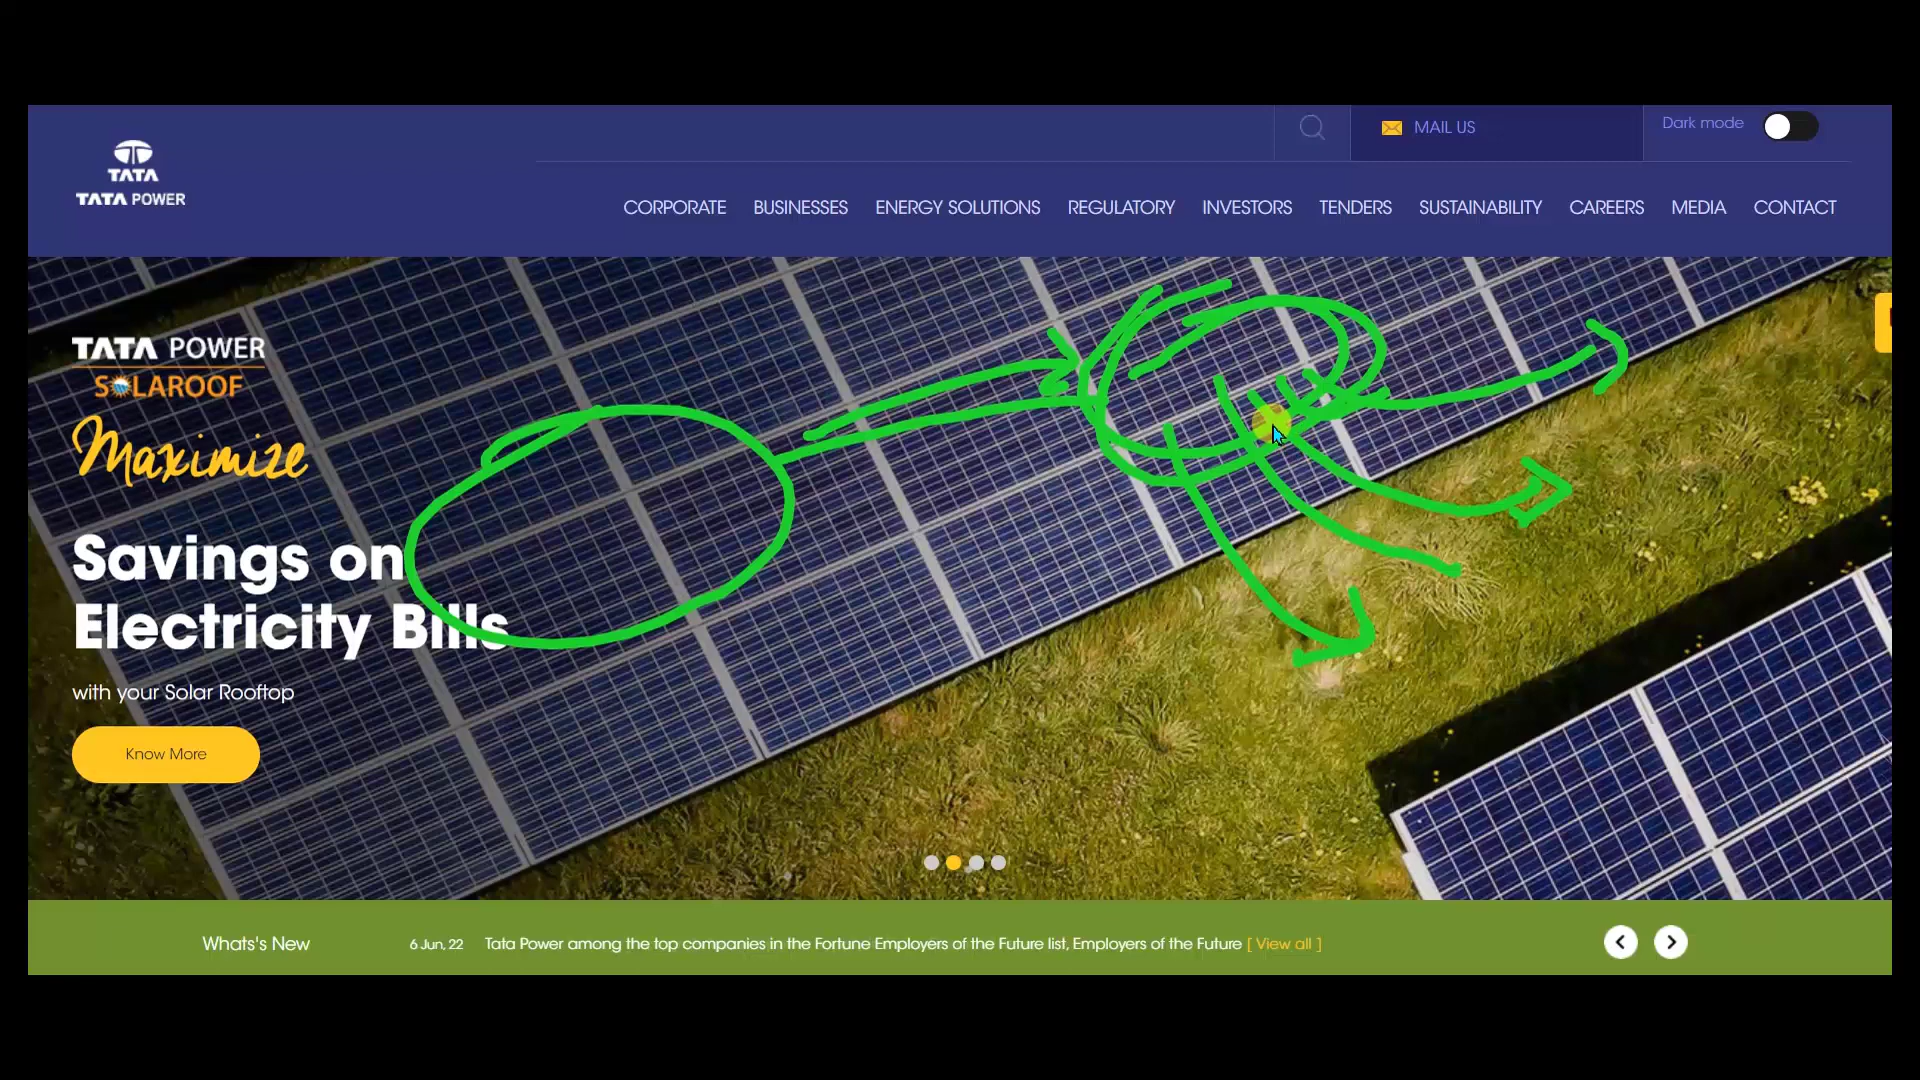 MAIL US
Dark mode
TATA
TATA POWER
CORPORATE BUSINESSES ENERGY SOLUTIONS REGULATORY INVESTORS TENDERS SUSTAINABILITY CAREERS MEDIA CONTACT
TATA POWER
SOLAROOF
Maximize
Savings on
Electricity Bills
with your Solar Rooftop
Know More
Whats's New
6 Jun, 22
Tata Power among the top companies in the Fortune Employers of the Future list, Employers of the Future [ View all ]